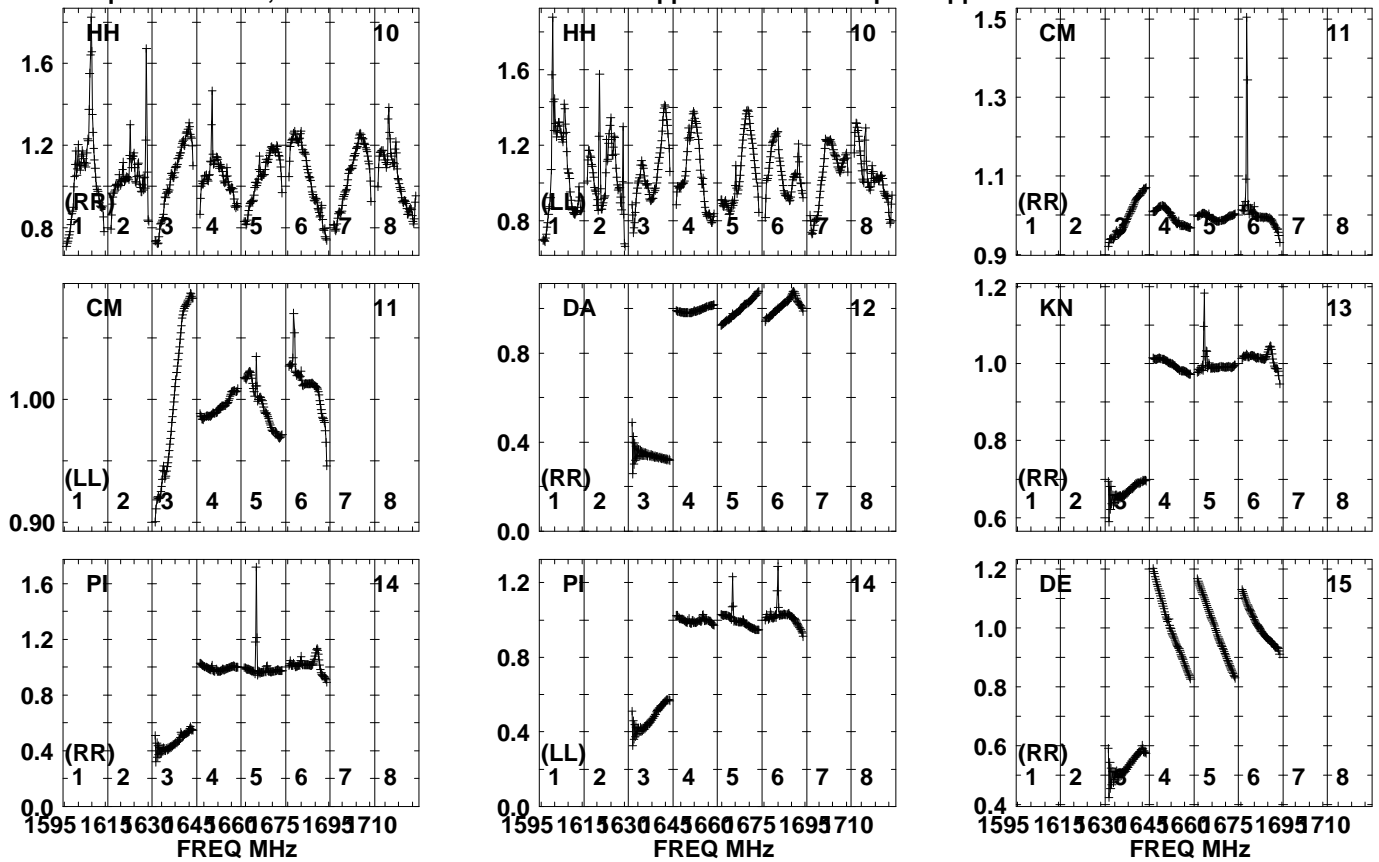 HH 10
1.6
1.2
0.8
(RR)
1 2 3 4 5 6 7 8
HH 10
1.6
1.2
0.8
(LL)
1 2 3 4 5 6 7 8
CM 11
1.5
1.3
1.1
0.9
(RR)
1 2 3 4 5 6 7 8
CM 11
1.00
0.90
(LL)
1 2 3 4 5 6 7 8
DA 12
0.8
0.4
0.0
(RR)
1 2 3 4 5 6 7 8
KN 13
1.2
1.0
0.8
0.6
(RR)
1 2 3 4 5 6 7 8
PI 14
1.6
1.2
0.8
0.4
0.0
(RR)
1 2 3 4 5 6 7 8
1595 1615 1630 1645 1660 1675 1695 1710
FREQ MHz
PI 14
1.2
0.8
0.4
0.0
(LL)
1 2 3 4 5 6 7 8
1595 1615 1630 1645 1660 1675 1695 1710
FREQ MHz
DE 15
1.2
1.0
0.8
0.6
0.4
(RR)
1 2 3 4 5 6 7 8
1595 1615 1630 1645 1660 1675 1695 1710
FREQ MHz